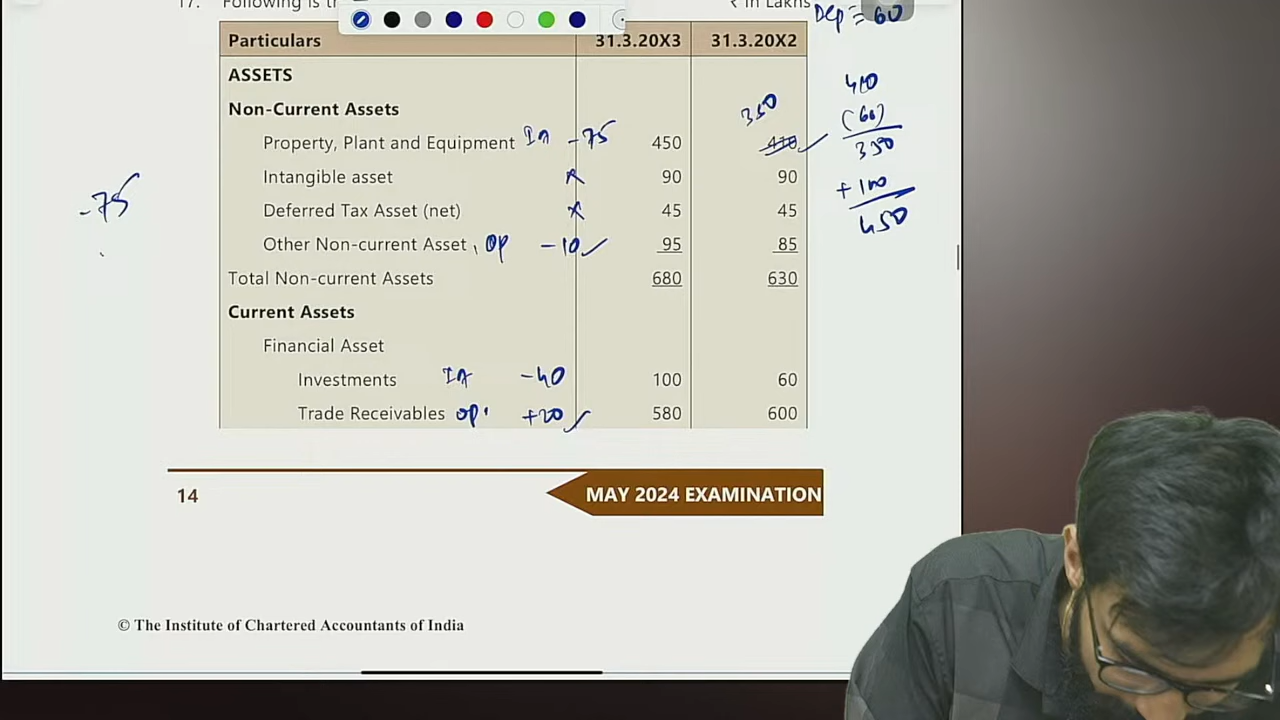 17. Following is th ₹ in Lakhs Dep = 60
Particulars 31.3.20X3 31.3.20X2
ASSETS
410
Non-Current Assets 350 (60)
Property, Plant and Equipment IA -75 450 410 350
Intangible asset × 90 90 +100
-75
Deferred Tax Asset (net) × 45 45 450
Other Non-current Asset, OP -10 ✓ 95 85
Total Non-current Assets 680 630
Current Assets
Financial Asset
Investments IA -40 100 60
Trade Receivables OP +20 ✓ 580 600
14 MAY 2024 EXAMINATION
© The Institute of Chartered Accountants of India